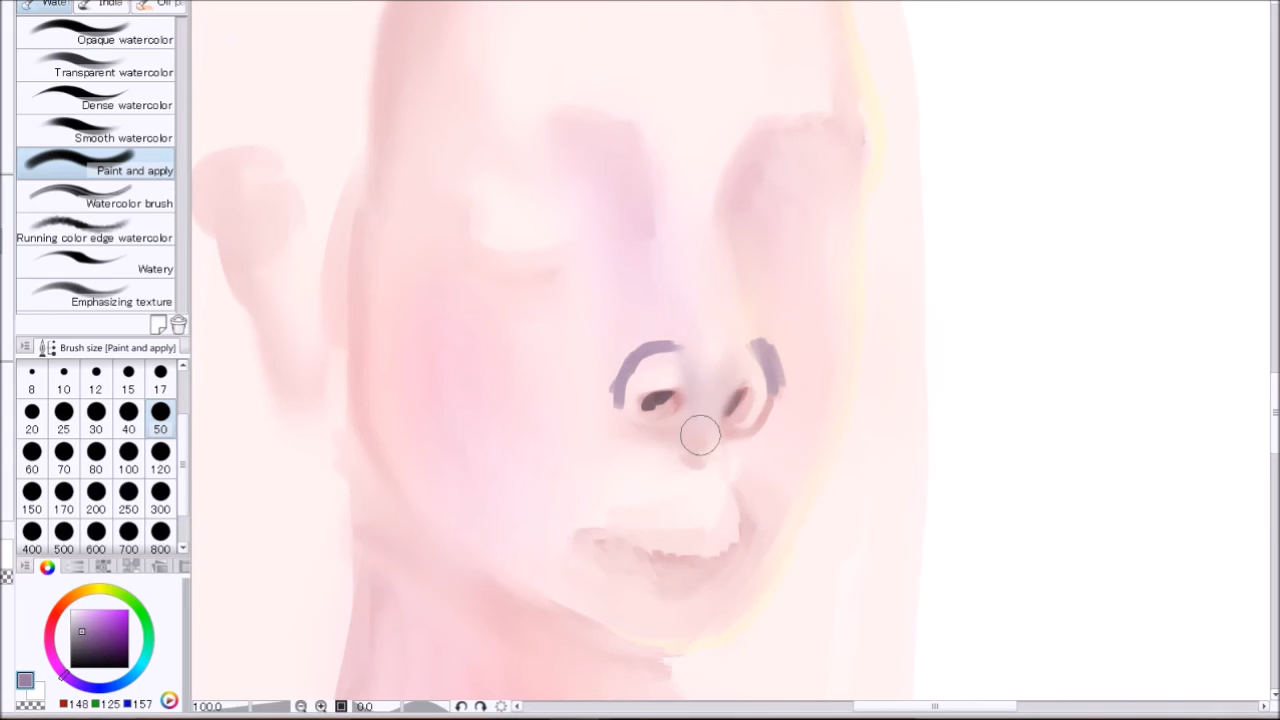 Wate India Oil p
Opaque watercolor
Transparent watercolor
Dense watercolor
Smooth watercolor
Paint and apply
Watercolor brush
Running color edge watercolor
Watery
Emphasizing texture
Brush size [Paint and apply]
8 10 12 15 17
20 25 30 40 50
60 70 80 100 120
150 170 200 250 300
400 500 600 700 800
148 125 157
100.0 0.0